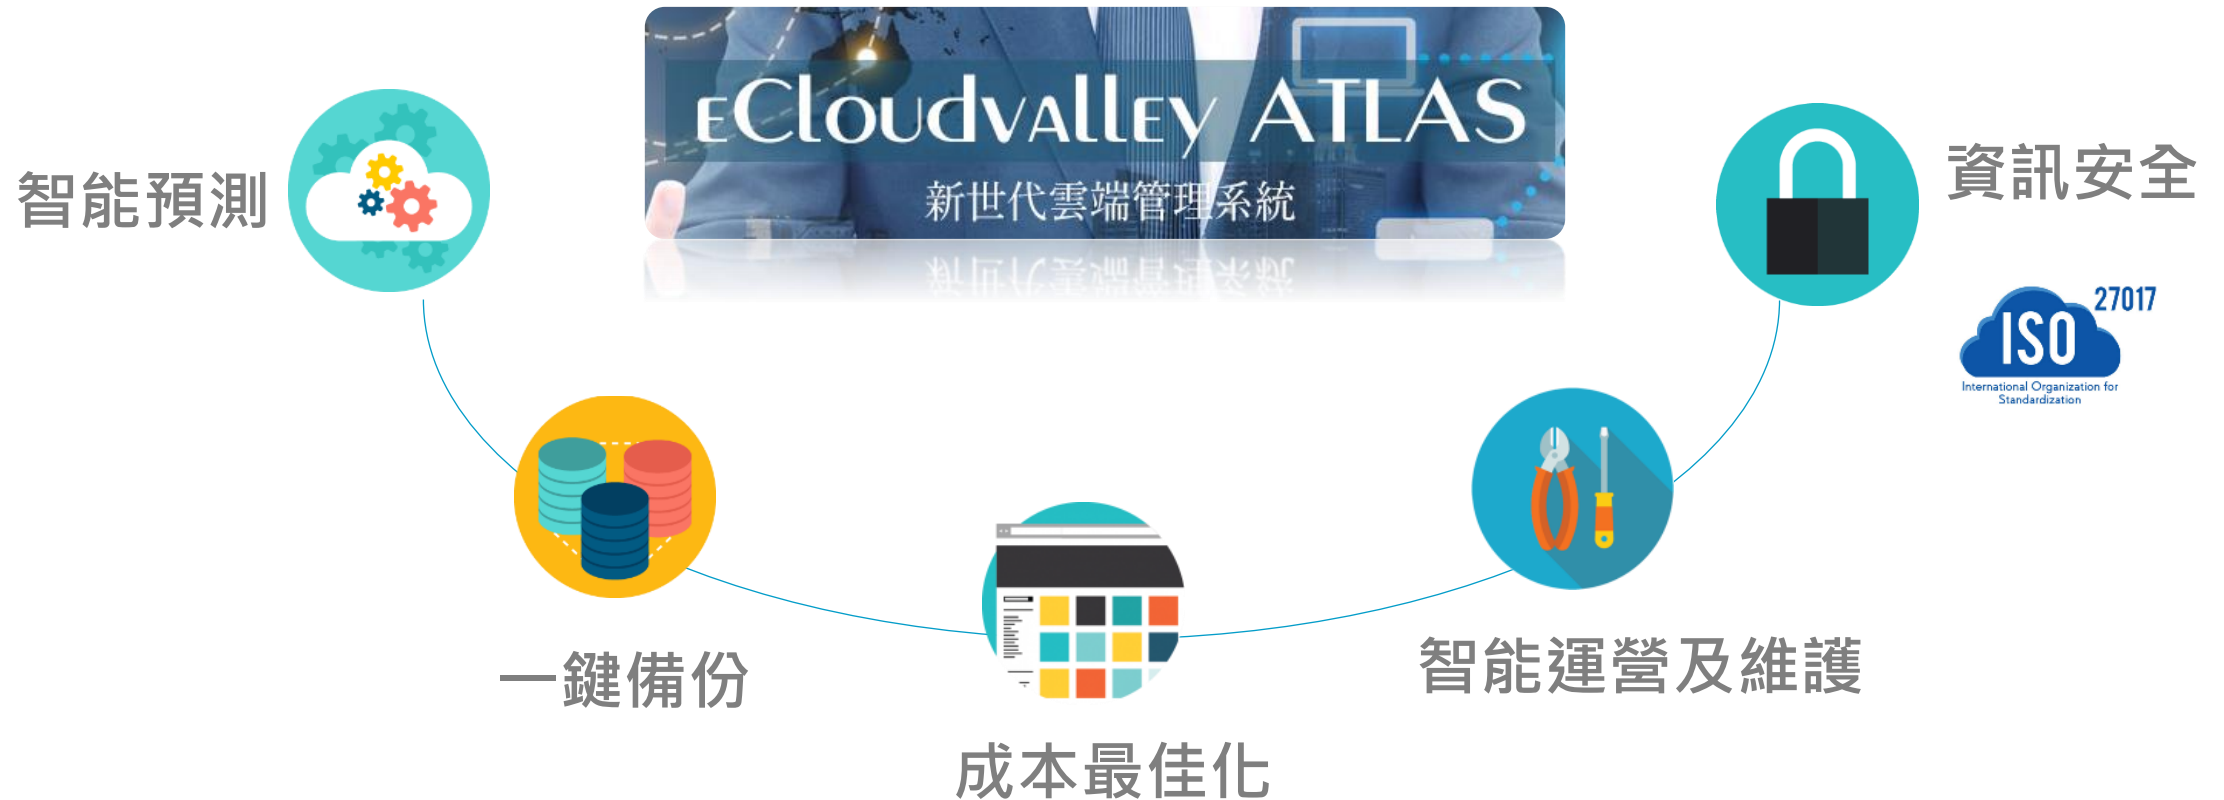 eCloudvalley ATLAS
新世代雲端管理系統
智能預測
資訊安全
27017
ISO
International Organization for
Standardization
一鍵備份
智能運營及維護
成本最佳化